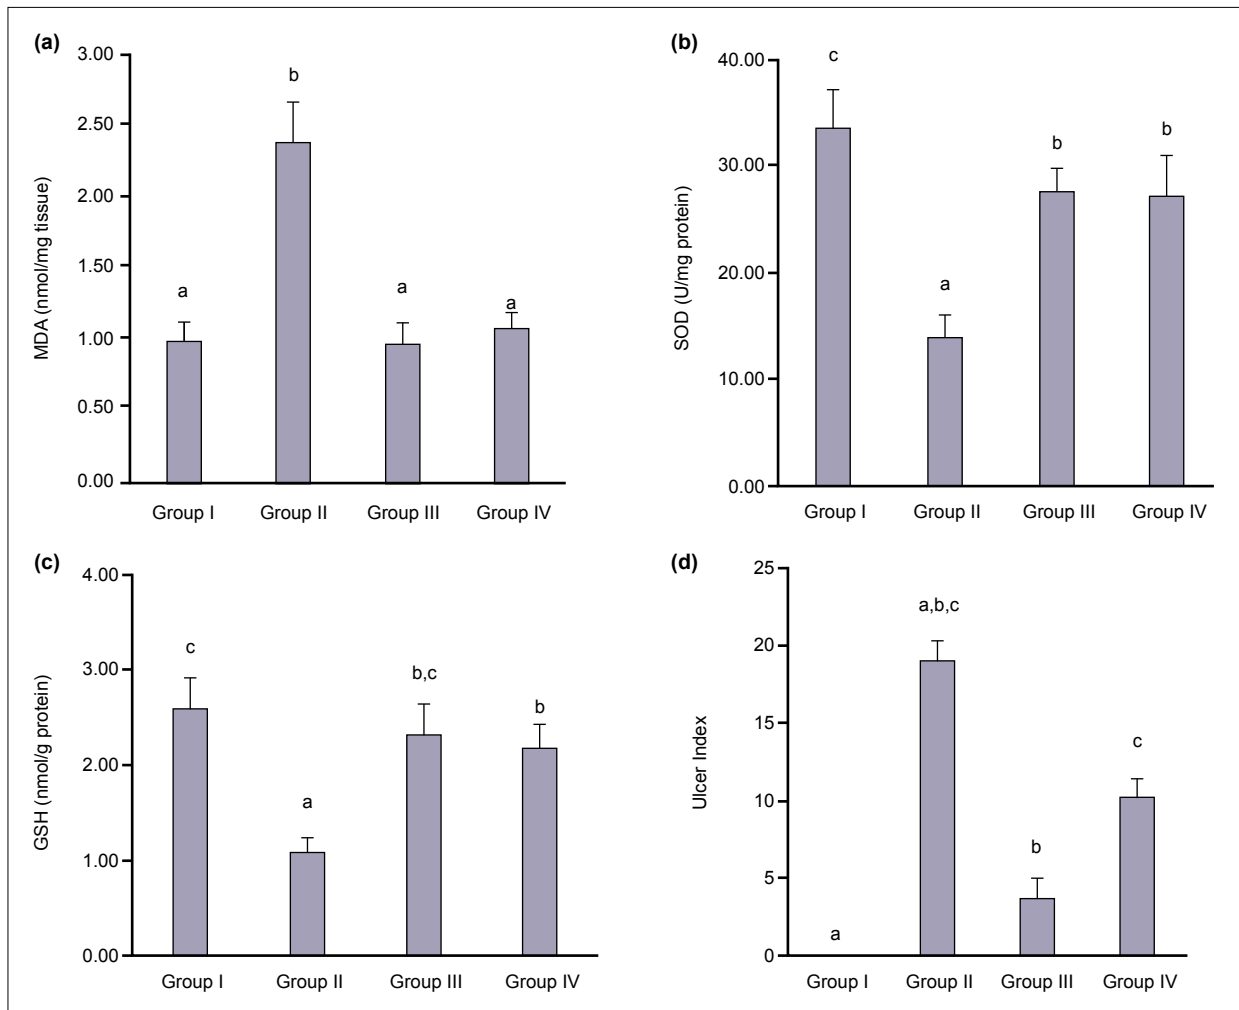 (a)
MDA (nmol/mg tissue)
3.00
2.50
2.00
1.50
1.00
0.50
0.00
a
b
a
a
Group I Group II Group III Group IV
(b)
SOD (U/mg protein)
40.00
30.00
20.00
10.00
0.00
c
a
b
b
Group I Group II Group III Group IV
(c)
GSH (nmol/g protein)
4.00
3.00
2.00
1.00
0.00
c
a
b,c
b
Group I Group II Group III Group IV
(d)
Ulcer Index
25
20
15
10
5
0
a
a,b,c
b
c
Group I Group II Group III Group IV